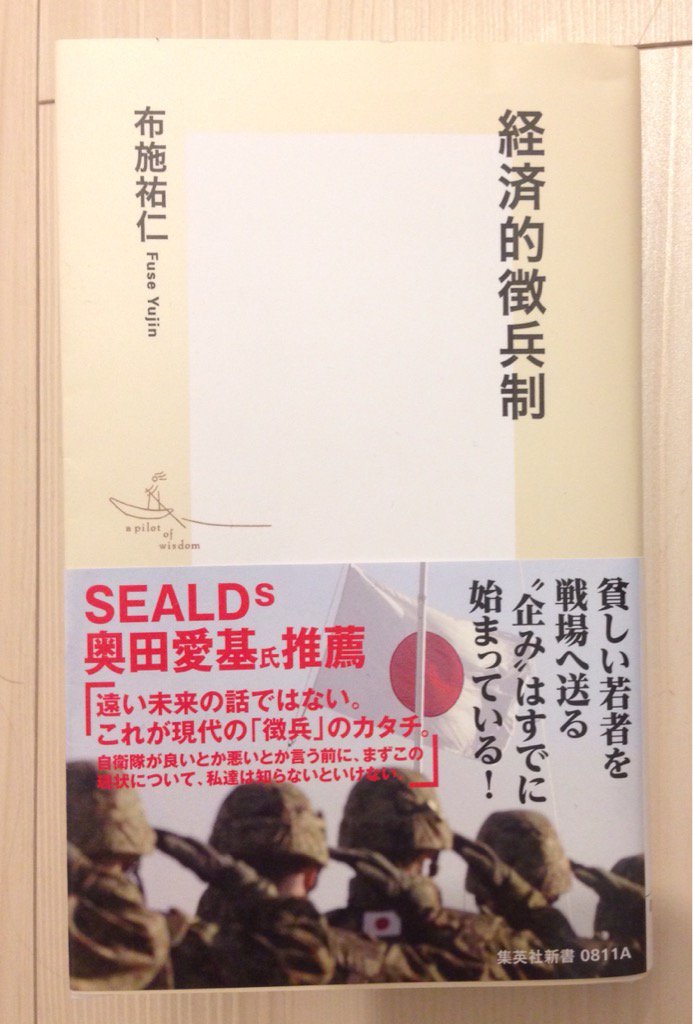 経済的徴兵制
布施祐仁 Fuse Yujin
a pilot
of
wisdom
貧しい若者を
戦場へ送る
〝企み〟はすでに
始まっている!
SEALDs
奥田愛基氏推薦
「遠い未来の話ではない。
これが現代の「徴兵」のカタチ。
自衛隊が良いとか悪いとか言う前に、まずこの
現状について、私達は知らないといけない。」
集英社新書 0811A